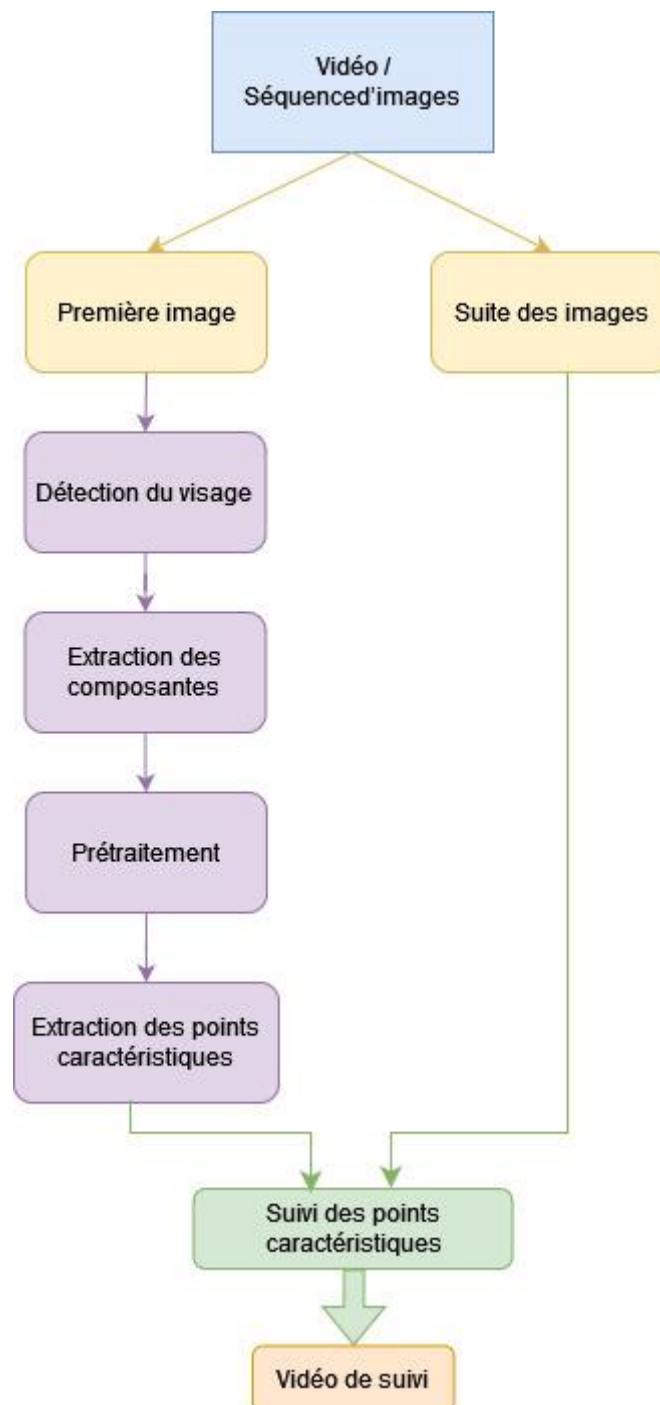 Vidéo /
Séquenced'images
Première image
Suite des images
Détection du visage
Extraction des
composantes
Prétraitement
Extraction des points
caractéristiques
Suivi des points
caractéristiques
Vidéo de suivi